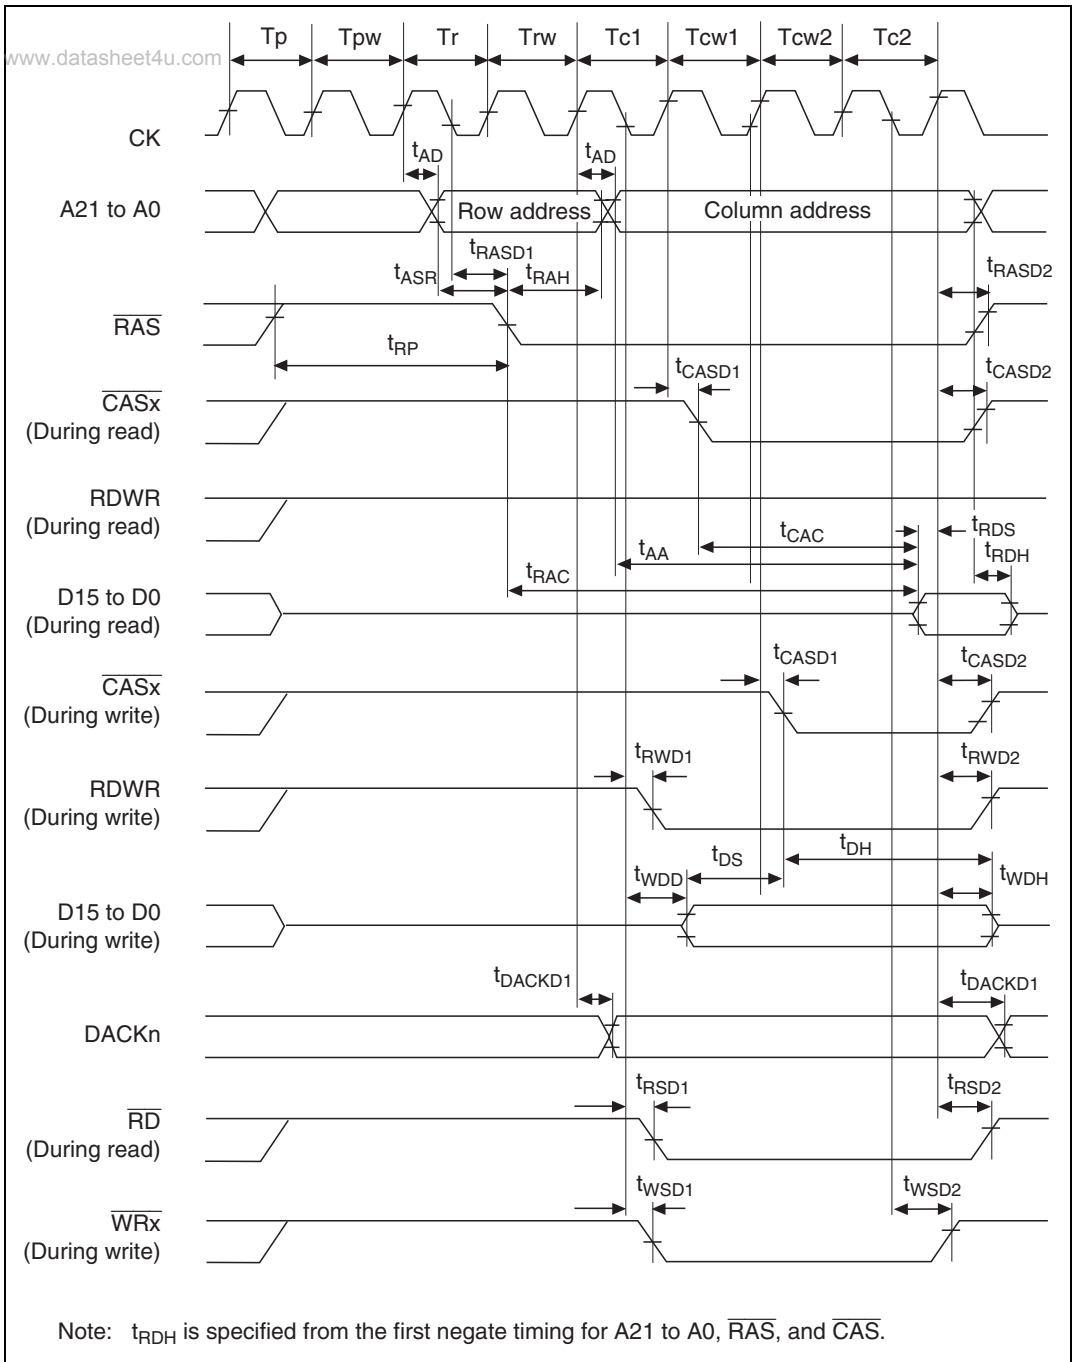 Tp Tpw Tr Trw Tc1 Tcw1 Tcw2 Tc2
www.datasheet4u.com
CK
tAD tAD
A21 to A0 Row address Column address
tRASD1
tASR tRAH tRASD2
RAS
tRP
tCASD1 tCASD2
CASx
(During read)
RDWR
(During read)
tRDS
tCAC
tRDH
tAA
tRAC
D15 to D0
(During read)
tCASD1 tCASD2
CASx
(During write)
tRWD1 tRWD2
RDWR
(During write)
tDH
tDS
tWDD tWDH
D15 to D0
(During write)
tDACKD1 tDACKD1
DACKn
tRSD1 tRSD2
RD
(During read)
tWSD1 tWSD2
WRx
(During write)
Note: tRDH is specified from the first negate timing for A21 to A0, RAS, and CAS.